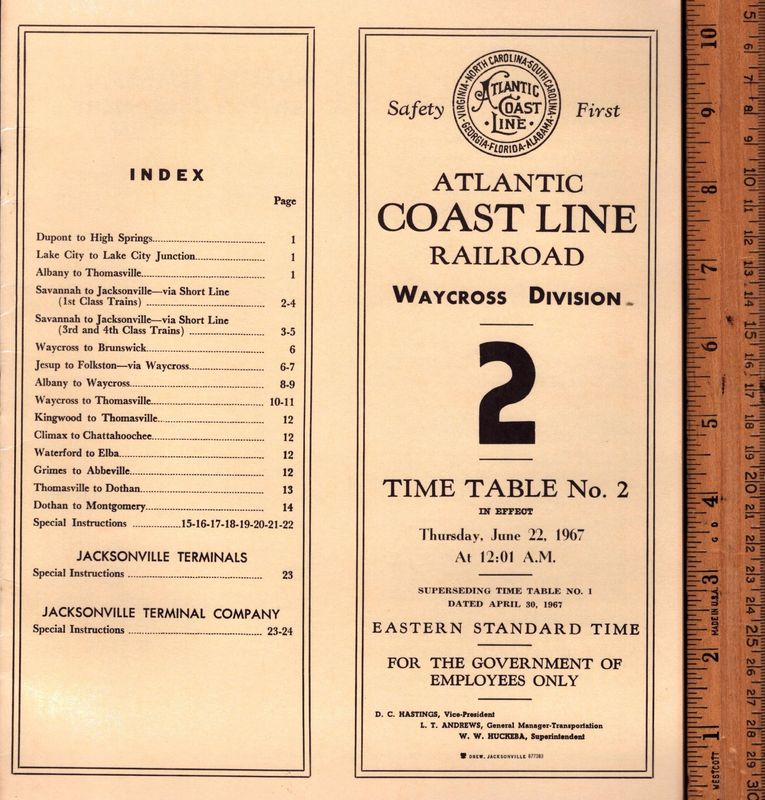 INDEX
Page
Dupont to High Springs 1
Lake City to Lake City Junction 1
Albany to Thomasville 1
Savannah to Jacksonville—via Short Line
(1st Class Trains) 2-4
Savannah to Jacksonville—via Short Line
(3rd and 4th Class Trains) 3-5
Waycross to Brunswick 6
Jesup to Folkston—via Waycross 6-7
Albany to Waycross 8-9
Waycross to Thomasville 10-11
Kingwood to Thomasville 12
Climax to Chattahoochee 12
Waterford to Elba 12
Grimes to Abbeville 12
Thomasville to Dothan 13
Dothan to Montgomery 14
Special Instructions 15-16-17-18-19-20-21-22
JACKSONVILLE TERMINALS
Special Instructions 23
JACKSONVILLE TERMINAL COMPANY
Special Instructions 23-24
Safety First
VIRGINIA·NORTH CAROLINA·SOUTH CAROLINA
ATLANTIC
COAST
LINE
GEORGIA·FLORIDA·ALABAMA
ATLANTIC
COAST LINE
RAILROAD
WAYCROSS DIVISION
2
TIME TABLE No. 2
IN EFFECT
Thursday, June 22, 1967
At 12:01 A.M.
SUPERSEDING TIME TABLE NO. 1
DATED APRIL 30, 1967
EASTERN STANDARD TIME
FOR THE GOVERNMENT OF
EMPLOYEES ONLY
D. C. HASTINGS, Vice-President
L. T. ANDREWS, General Manager-Transportation
W. W. HUCKEBA, Superintendent
DREW, JACKSONVILLE
10
9
8
7
6
5
4
3
2
1
MADE IN U.S.A.
WESTCOTT
5
6
7
8
9
10
11
12
13
14
15
16
17
18
19
20
21
22
23
24
25
26
27
28
29
30